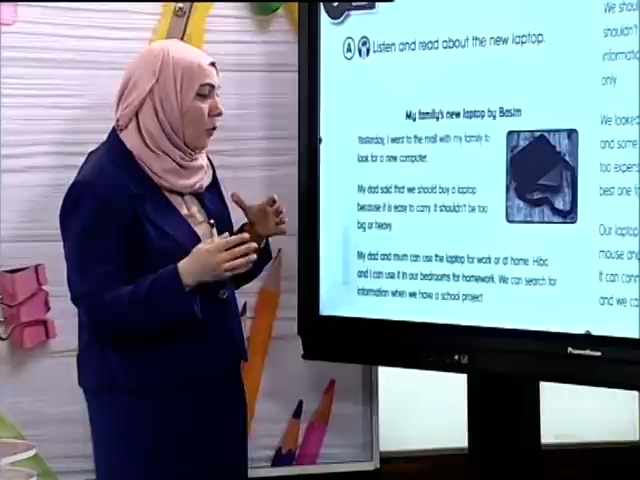 A Listen and read about the new laptop.
My family's new laptop by Basim
Yesterday, I went to the mall with my family to
look for a new computer.
My dad said that we should buy a laptop
because it is easy to carry. It shouldn't be too
big or heavy.
My dad and mum can use the laptop for work or at home. Hiba
and I can use it in our bedrooms for homework. We can search for
information when we have a school project.
We shou
shouldn't
informatio
only
We looked
and some
too expens
best one f
Our laptop
mouse an
It can conn
and we ca
Promethean